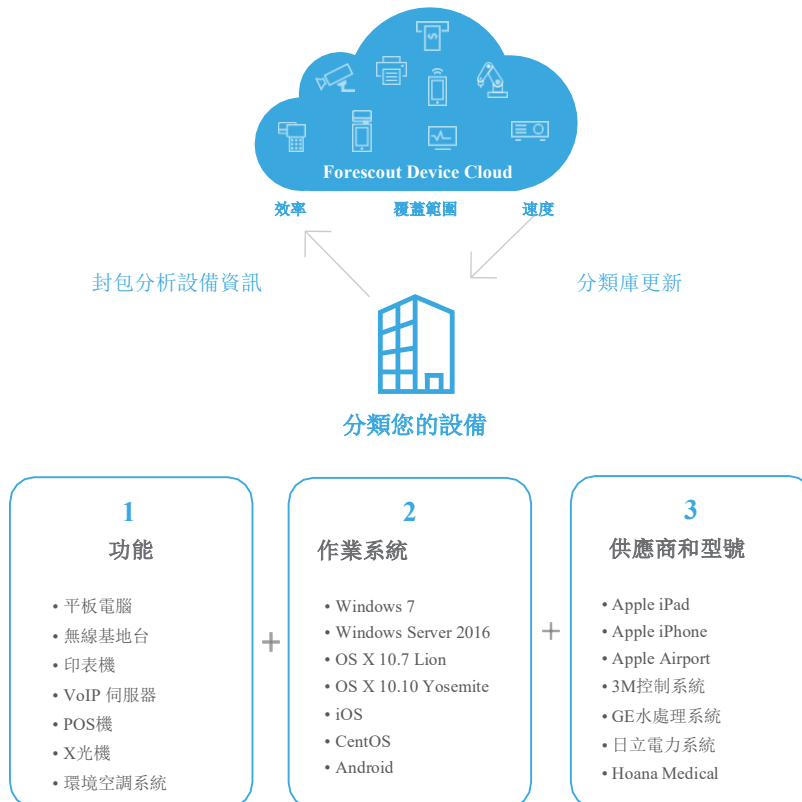 Forescout Device Cloud
效率
覆蓋範圍
速度
封包分析設備資訊
分類庫更新
分類您的設備
1
功能
• 平板電腦
• 無線基地台
• 印表機
• VoIP 伺服器
• POS機
• X光機
• 環境空調系統
+
2
作業系統
• Windows 7
• Windows Server 2016
• OS X 10.7 Lion
• OS X 10.10 Yosemite
• iOS
• CentOS
• Android
+
3
供應商和型號
• Apple iPad
• Apple iPhone
• Apple Airport
• 3M控制系統
• GE水處理系統
• 日立電力系統
• Hoana Medical